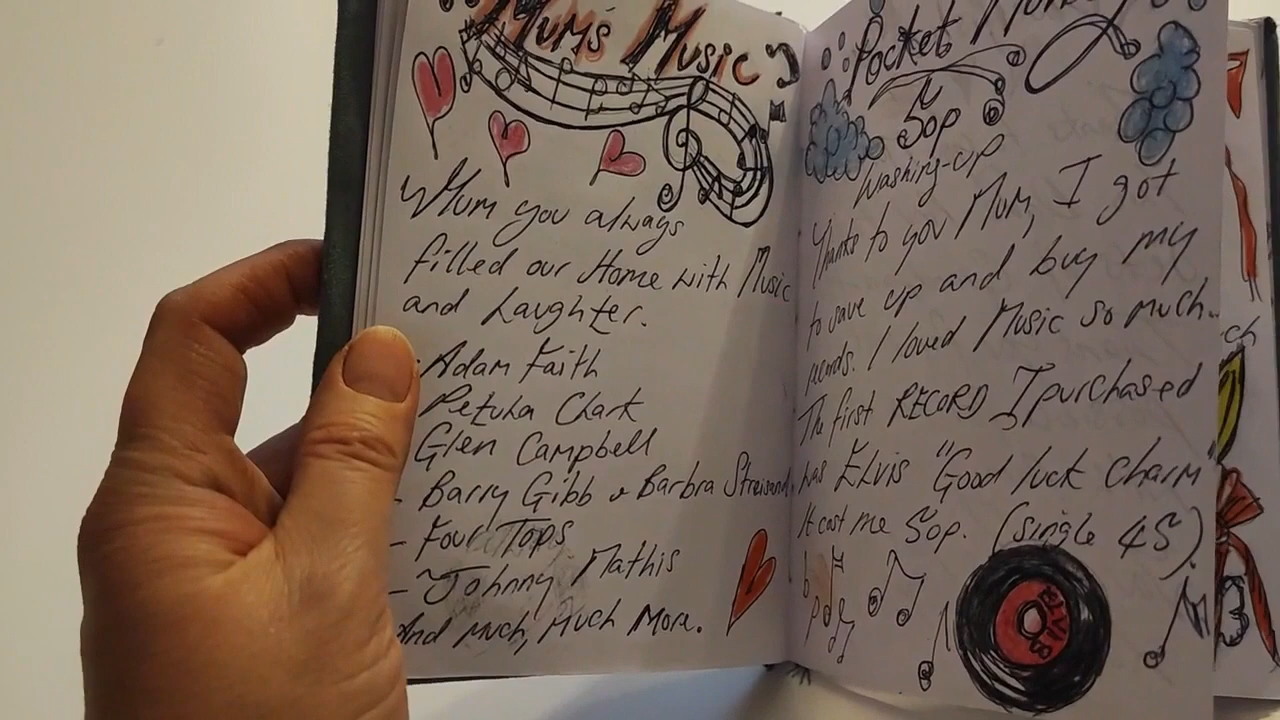 Mum's Music
Mum you always
filled our Home with Music
and Laughter.
- Adam Faith
Petula Clark
Glen Campbell
- Barry Gibb & Barbra Streisand
- Four Tops
- Johnny Mathis
And Much, Much More.
Pocket Money
50p
Washing-up
Thanks to you Mum, I got
to save up and buy my
records. I loved Music so much..
The first RECORD I purchased
was Elvis "Good luck Charm"
It cost me 50p. (single 45)
ELVIS